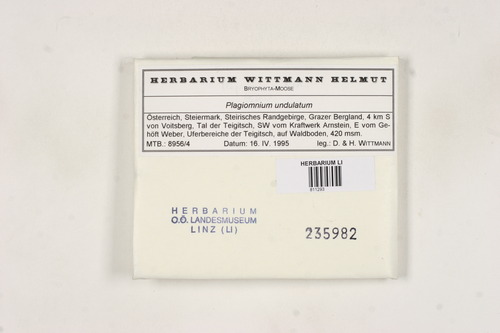 HERBARIUM WITTMANN HELMUT
BRYOPHYTA-MOOSE
Plagiomnium undulatum
Österreich, Steiermark, Steirisches Randgebirge, Grazer Bergland, 4 km S
von Voitsberg, Tal der Teigitsch, SW vom Kraftwerk Arnstein, E vom Ge-
höft Weber, Uferbereiche der Teigitsch, auf Waldboden, 420 msm.
MTB.: 8956/4 Datum: 16. IV. 1995 leg.: D. & H. WITTMANN
HERBARIUM LI
811293
HERBARIUM
O.Ö. LANDESMUSEUM
LINZ (LI)
235982